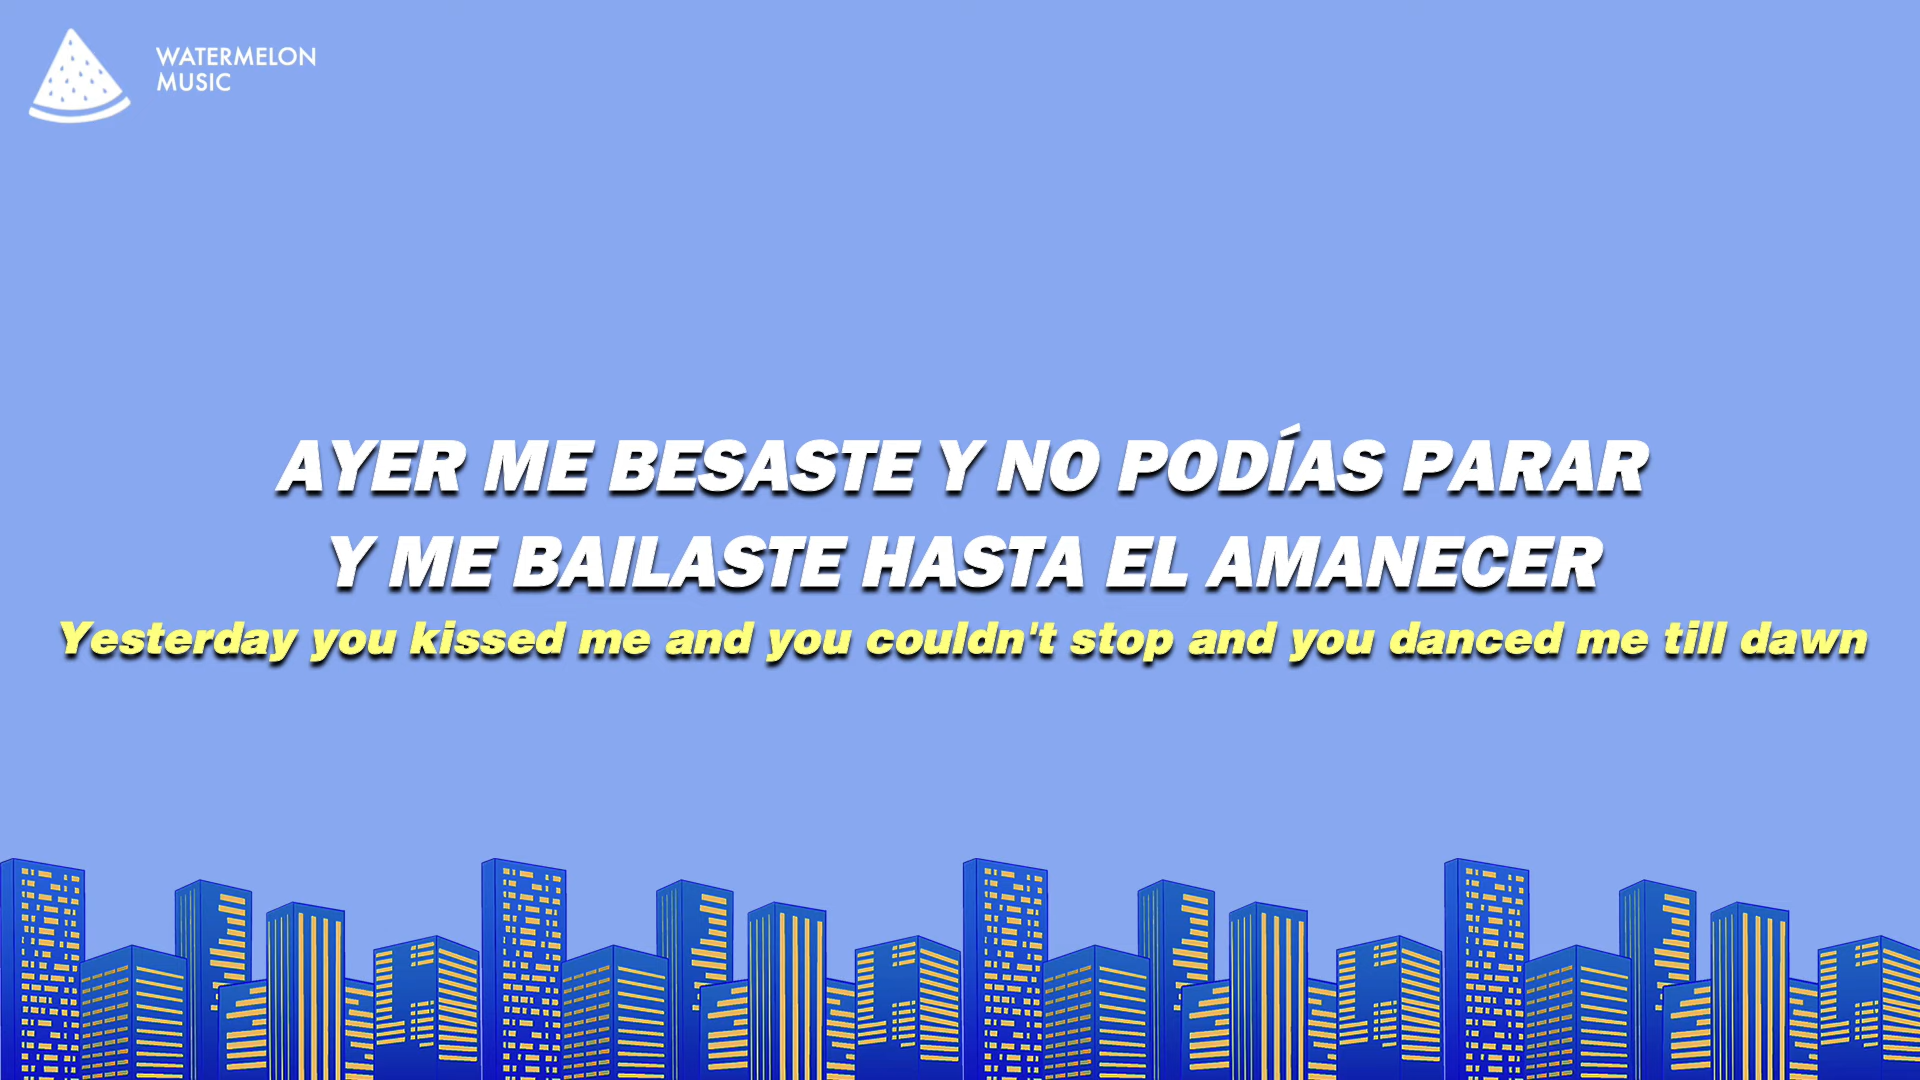 WATERMELON
MUSIC
AYER ME BESASTE Y NO PODÍAS PARAR
Y ME BAILASTE HASTA EL AMANECER
Yesterday you kissed me and you couldn't stop and you danced me till dawn